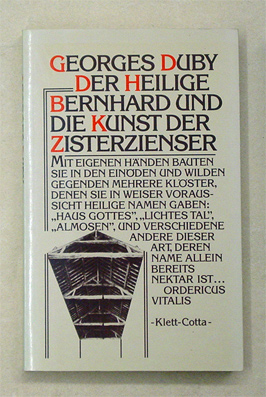 GEORGES DUBY
DER HEILIGE
BERNHARD UND
DIE KUNST DER
ZISTERZIENSER
MIT EIGENEN HÄNDEN BAUTEN
SIE IN DEN EINÖDEN UND WILDEN
GEGENDEN MEHRERE KLÖSTER,
DENEN SIE IN WEISER VORAUS-
SICHT HEILIGE NAMEN GABEN:
„HAUS GOTTES”, „LICHTES TAL”,
„ALMOSEN”, UND VERSCHIEDENE
ANDERE DIESER
ART, DEREN
NAME ALLEIN
BEREITS
NEKTAR IST...
ORDERICUS
VITALIS
-Klett-Cotta-